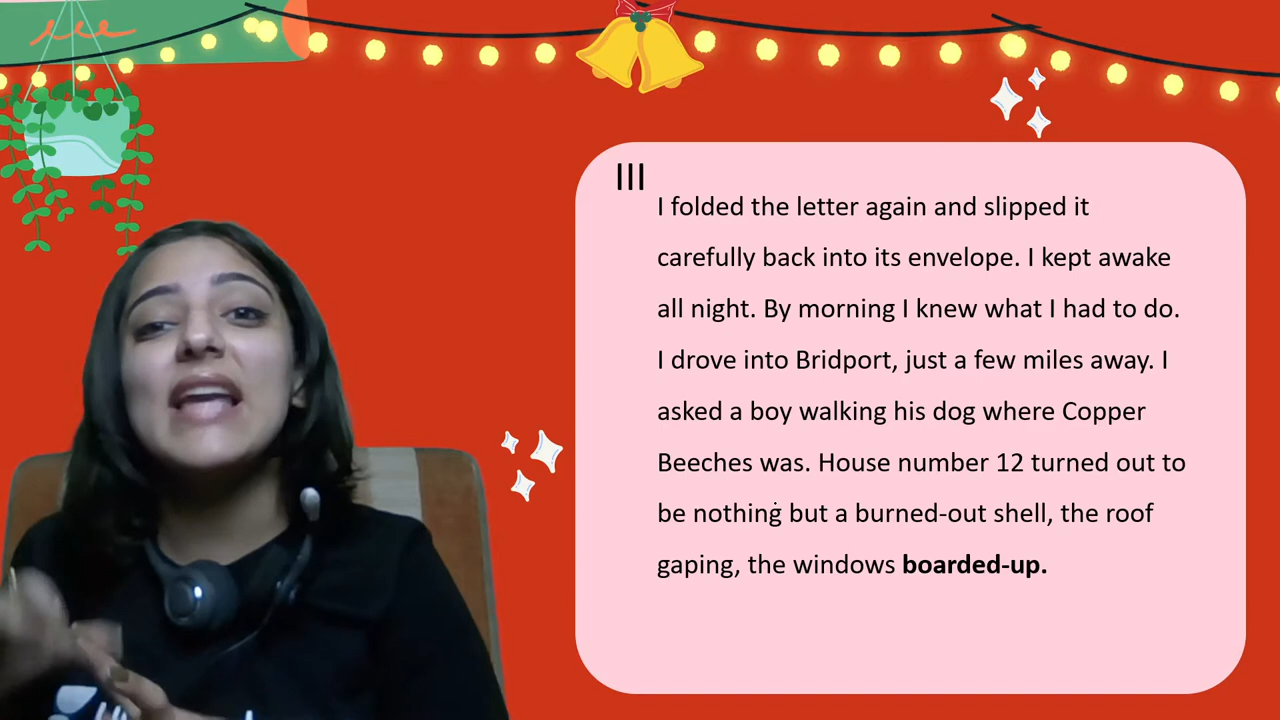 III
I folded the letter again and slipped it
carefully back into its envelope. I kept awake
all night. By morning I knew what I had to do.
I drove into Bridport, just a few miles away. I
asked a boy walking his dog where Copper
Beeches was. House number 12 turned out to
be nothing but a burned-out shell, the roof
gaping, the windows boarded-up.